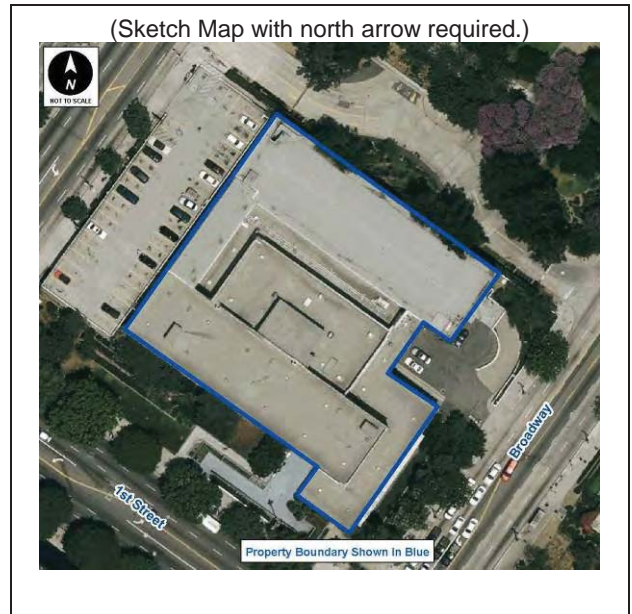 (Sketch Map with north arrow required.)
N
NOT TO SCALE
Broadway
1st Street
Property Boundary Shown In Blue